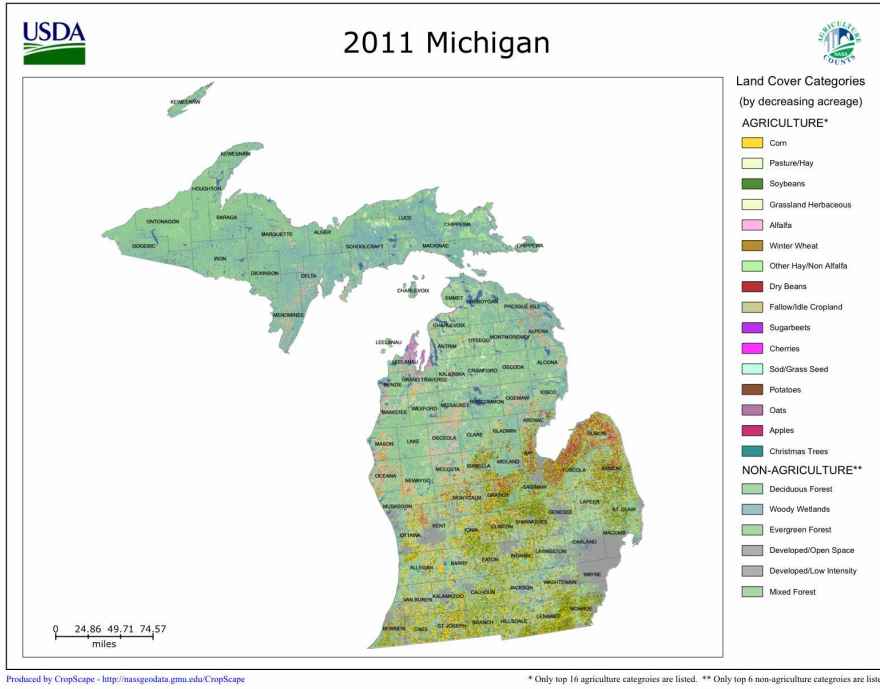 USDA
2011 Michigan
AGRICULTURE
NASS
COUNTS
Land Cover Categories
(by decreasing acreage)
AGRICULTURE*
Corn
Pasture/Hay
Soybeans
Grassland Herbaceous
Alfalfa
Winter Wheat
Other Hay/Non Alfalfa
Dry Beans
Fallow/Idle Cropland
Sugarbeets
Cherries
Sod/Grass Seed
Potatoes
Oats
Apples
Christmas Trees
NON-AGRICULTURE**
Deciduous Forest
Woody Wetlands
Evergreen Forest
Developed/Open Space
Developed/Low Intensity
Mixed Forest
KEWEENAW
KEWEENAW
HOUGHTON
ONTONAGON
BARAGA
LUCE
CHIPPEWA
ALGER
MARQUETTE
GOGEBIC
SCHOOLCRAFT
MACKINAC
CHIPPEWA
IRON
DICKINSON
DELTA
CHARLEVOIX
EMMET
CHEBOYGAN
PRESQUE ISLE
MENOMINEE
CHARLEVOIX
ALPENA
OTSEGO
MONTMORENCY
LEELANAU
ANTRIM
LEELANAU
ALCONA
OSCODA
CRAWFORD
KALKASKA
GRAND TRAVERSE
BENZIE
IOSCO
OGEMAW
ROSCOMMON
MISSAUKEE
WEXFORD
MANISTEE
ARENAC
GLADWIN
CLARE
HURON
OSCEOLA
LAKE
MASON
BAY
MIDLAND
ISABELLA
MECOSTA
TUSCOLA
SANILAC
OCEANA
NEWAYGO
SAGINAW
GRATIOT
MONTCALM
LAPEER
MUSKEGON
GENESEE
ST. CLAIR
SHIAWASSEE
CLINTON
IONIA
KENT
OTTAWA
MACOMB
OAKLAND
LIVINGSTON
INGHAM
EATON
BARRY
ALLEGAN
WAYNE
WASHTENAW
JACKSON
CALHOUN
KALAMAZOO
VAN BUREN
MONROE
LENAWEE
HILLSDALE
BRANCH
ST JOSEPH
CASS
BERRIEN
0 24.86 49.71 74.57
miles
Produced by CropScape - http://nassgeodata.gmu.edu/CropScape
* Only top 16 agriculture categroies are listed. ** Only top 6 non-agriculture categroies are liste